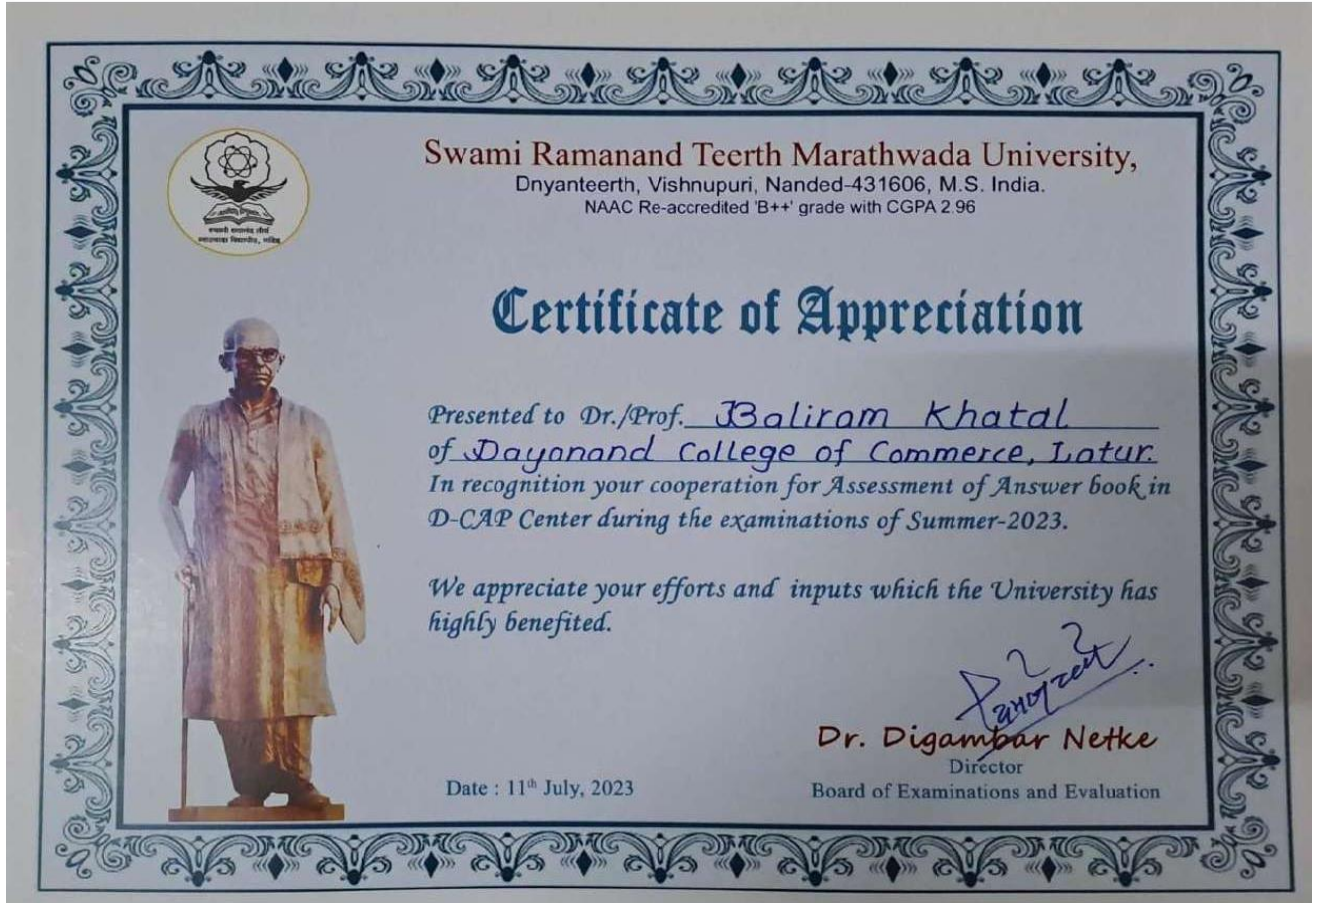 स्वामी रामानंद तीर्थ
मराठवाडा विद्यापीठ, नांदेड
Swami Ramanand Teerth Marathwada University,
Dnyanteerth, Vishnupuri, Nanded-431606, M.S. India.
NAAC Re-accredited 'B++' grade with CGPA 2.96
Certificate of Appreciation
Presented to Dr./Prof. Baliram Khatal
of Dayanand College of Commerce, Latur.
In recognition your cooperation for Assessment of Answer book in
D-CAP Center during the examinations of Summer-2023.
We appreciate your efforts and inputs which the University has
highly benefited.
Dr. Digambar Netke
Director
Date : 11th July, 2023
Board of Examinations and Evaluation